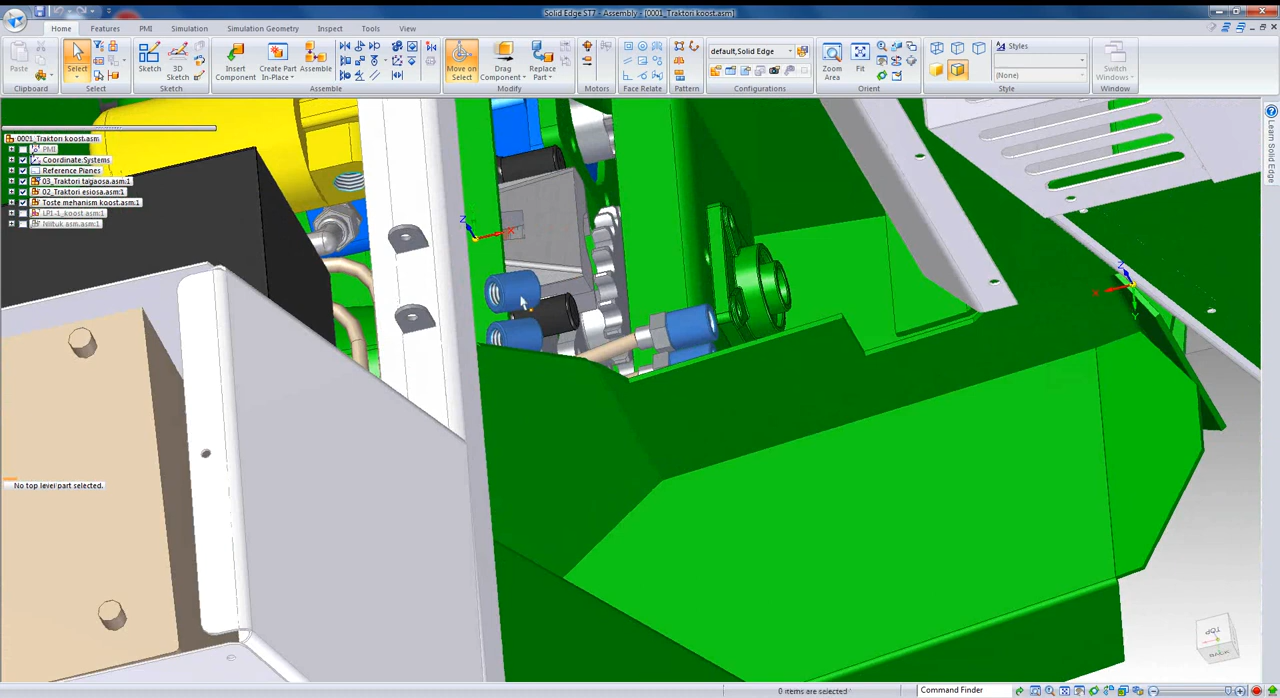 Solid Edge ST7 - Assembly - [0001_Traktori koost.asm]
Home Features PMI Simulation Simulation Geometry Inspect Tools View
Paste
Clipboard
Select
Select
Sketch
3D Sketch
Sketch
Insert Component
Create Part In-Place
Assemble
Assemble
Move on Select
Drag Component
Replace Part
Modify
Motors
Face Relate
Pattern
default,Solid Edge
Configurations
Zoom Area
Fit
Orient
Styles
(None)
Style
Switch Windows
Window
Learn Solid Edge
0001_Traktori koost.asm
PMI
Coordinate Systems
Reference Planes
03_Traktori tagaosa.asm:1
02_Traktori esiosa.asm:1
Toste mehanism koost.asm:1
LP1-1_koost asm:1
No top level part selected.
Z
X
Z
X
Y
TOP
BACK
0 items are selected
Command Finder